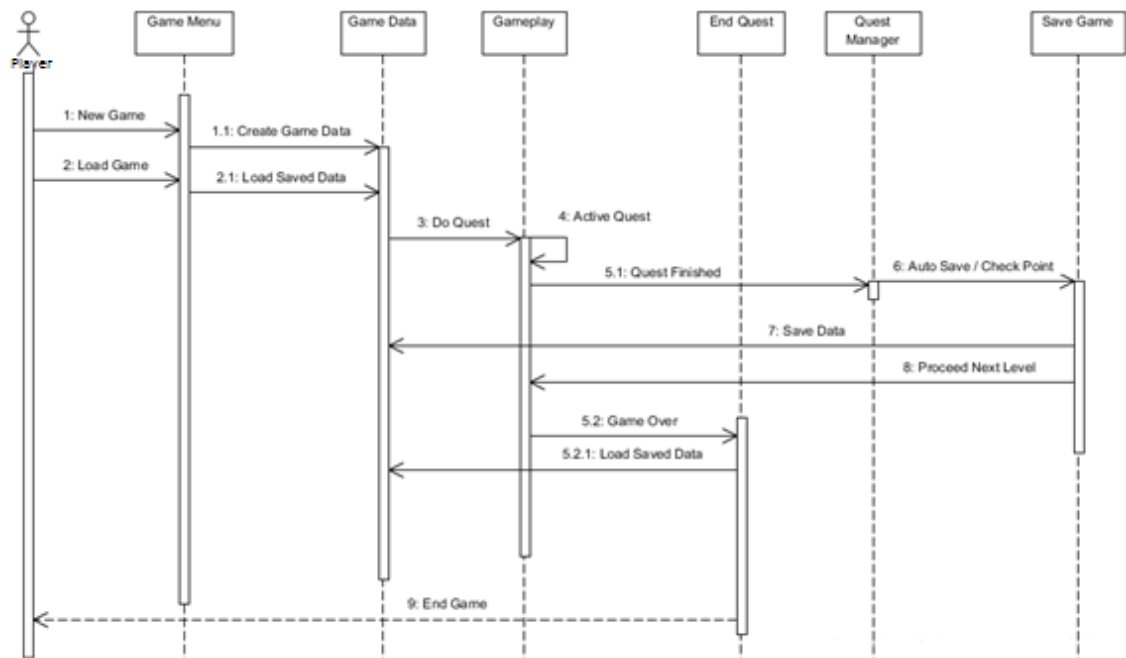 Player
Game Menu
Game Data
Gameplay
End Quest
Quest
Manager
Save Game
1: New Game
1.1: Create Game Data
2: Load Game
2.1: Load Saved Data
3: Do Quest
4: Active Quest
5.1: Quest Finished
6: Auto Save / Check Point
7: Save Data
8: Proceed Next Level
5.2: Game Over
5.2.1: Load Saved Data
9: End Game